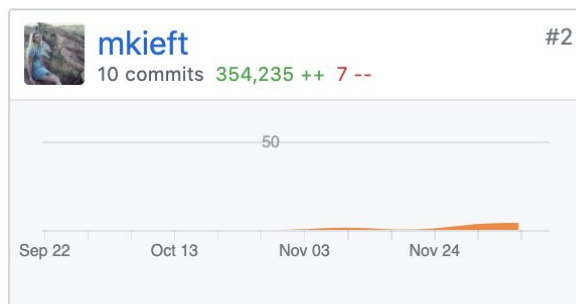 mkieft
#2
10 commits 354,235 ++ 7 --
50
Sep 22 Oct 13 Nov 03 Nov 24